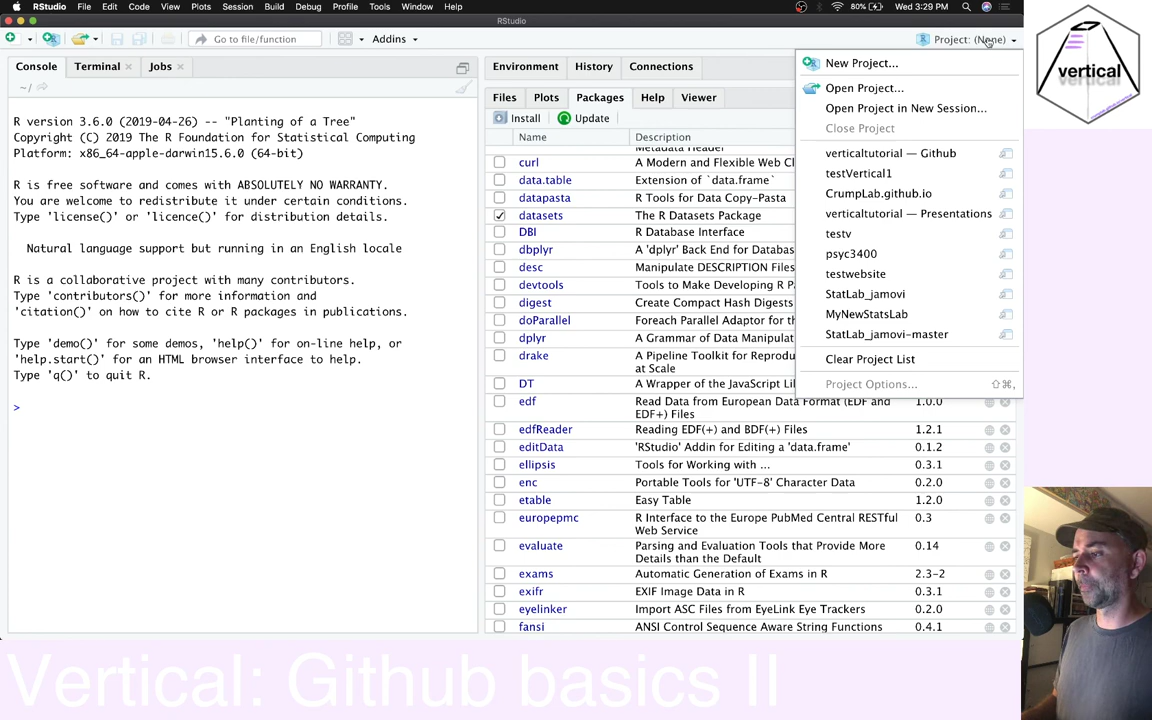 RStudio File Edit Code View Plots Session Build Debug Profile Tools Window Help 80% Wed 3:29 PM
RStudio
Go to file/function Addins Project: (None)
Console Terminal Jobs
~/
R version 3.6.0 (2019-04-26) -- "Planting of a Tree"
Copyright (C) 2019 The R Foundation for Statistical Computing
Platform: x86_64-apple-darwin15.6.0 (64-bit)
R is free software and comes with ABSOLUTELY NO WARRANTY.
You are welcome to redistribute it under certain conditions.
Type 'license()' or 'licence()' for distribution details.
Natural language support but running in an English locale
R is a collaborative project with many contributors.
Type 'contributors()' for more information and
'citation()' on how to cite R or R packages in publications.
Type 'demo()' for some demos, 'help()' for on-line help, or
'help.start()' for an HTML browser interface to help.
Type 'q()' to quit R.
>
Environment History Connections
Files Plots Packages Help Viewer
Install Update
Name Description
Metadata Header
curl A Modern and Flexible Web Cl
data.table Extension of `data.frame`
datapasta R Tools for Data Copy-Pasta
datasets The R Datasets Package
DBI R Database Interface
dbplyr A 'dplyr' Back End for Databas
desc Manipulate DESCRIPTION Files
devtools Tools to Make Developing R Pa
digest Create Compact Hash Digests
doParallel Foreach Parallel Adaptor for th
dplyr A Grammar of Data Manipulat
drake A Pipeline Toolkit for Reprodu
at Scale
DT A Wrapper of the JavaScript Li
edf Read Data from European Data Format (EDF and 1.0.0
EDF+) Files
edfReader Reading EDF(+) and BDF(+) Files 1.2.1
editData 'RStudio' Addin for Editing a 'data.frame' 0.1.2
ellipsis Tools for Working with ... 0.3.1
enc Portable Tools for 'UTF-8' Character Data 0.2.0
etable Easy Table 1.2.0
europepmc R Interface to the Europe PubMed Central RESTful 0.3
Web Service
evaluate Parsing and Evaluation Tools that Provide More 0.14
Details than the Default
exams Automatic Generation of Exams in R 2.3-2
exifr EXIF Image Data in R 0.3.1
eyelinker Import ASC Files from EyeLink Eye Trackers 0.2.0
fansi ANSI Control Sequence Aware String Functions 0.4.1
New Project...
Open Project...
Open Project in New Session...
Close Project
verticaltutorial — Github
testVertical1
CrumpLab.github.io
verticaltutorial — Presentations
testv
psyc3400
testwebsite
StatLab_jamovi
MyNewStatsLab
StatLab_jamovi-master
Clear Project List
Project Options... ⇧⌘,
vertical
Vertical: Github basics II